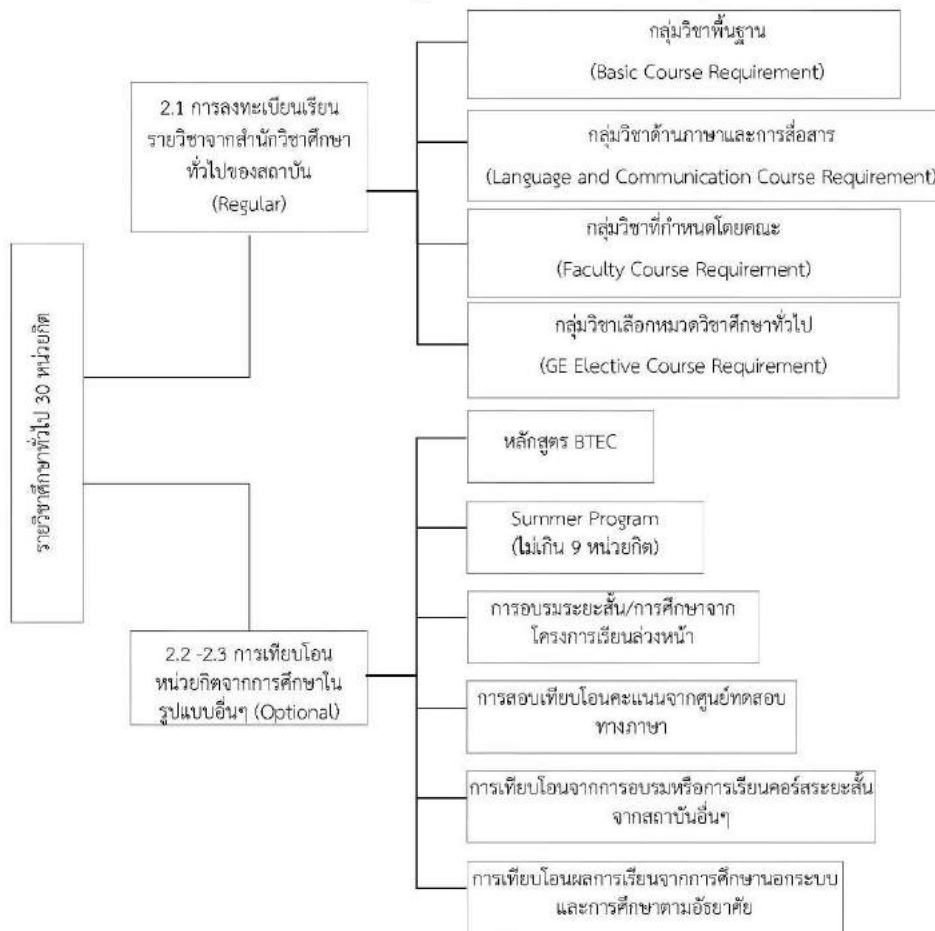 รายวิชาศึกษาทั่วไป 30 หน่วยกิต
2.1 การลงทะเบียนเรียน
รายวิชาจากสำนักวิชาศึกษา
ทั่วไปของสถาบัน
(Regular)
กลุ่มวิชาพื้นฐาน
(Basic Course Requirement)
กลุ่มวิชาด้านภาษาและการสื่อสาร
(Language and Communication Course Requirement)
กลุ่มวิชาที่กำหนดโดยคณะ
(Faculty Course Requirement)
กลุ่มวิชาเลือกหมวดวิชาศึกษาทั่วไป
(GE Elective Course Requirement)
2.2 -2.3 การเทียบโอน
หน่วยกิตจากการศึกษาใน
รูปแบบอื่นๆ (Optional)
หลักสูตร BTEC
Summer Program
(ไม่เกิน 9 หน่วยกิต)
การอบรมระยะสั้น/การศึกษาจาก
โครงการเรียนล่วงหน้า
การสอบเทียบโอนคะแนนจากศูนย์ทดสอบ
ทางภาษา
การเทียบโอนจากการอบรมหรือการเรียนคอร์สระยะสั้น
จากสถาบันอื่นๆ
การเทียบโอนผลการเรียนจากการศึกษานอกระบบ
และการศึกษาตามอัธยาศัย